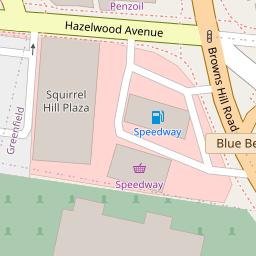 Penzoil
Hazelwood Avenue
Browns Hill Road
Squirrel
Hill Plaza
Speedway
Greenfield
Blue Be
Speedway